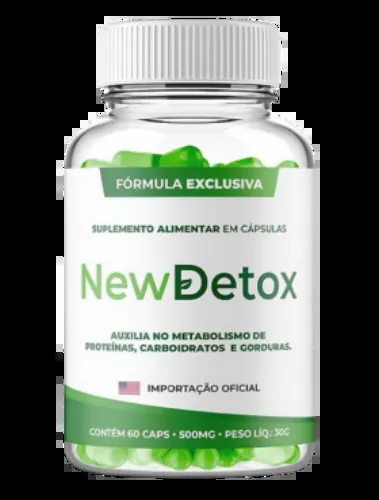 FÓRMULA EXCLUSIVA
SUPLEMENTO ALIMENTAR EM CÁPSULAS
NewDetox
AUXILIA NO METABOLISMO DE
PROTEÍNAS, CARBOIDRATOS E GORDURAS.
IMPORTAÇÃO OFICIAL
CONTÉM 60 CAPS • 500MG • PESO LÍQ.: 30G